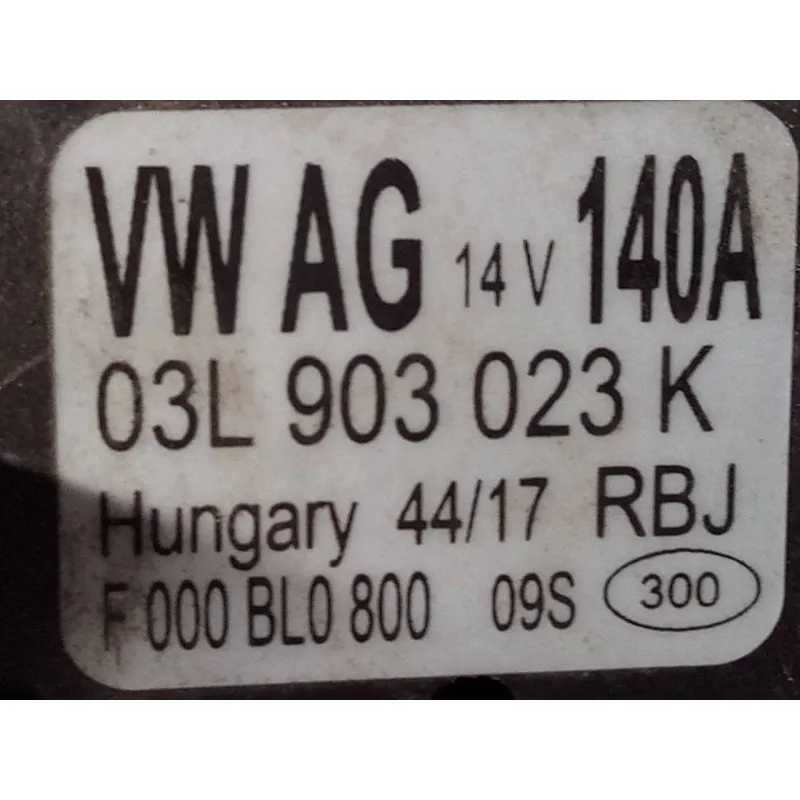 VW AG 14 V 140A
03L 903 023 K
Hungary 44/17 RBJ
F 000 BL0 800 09S 300